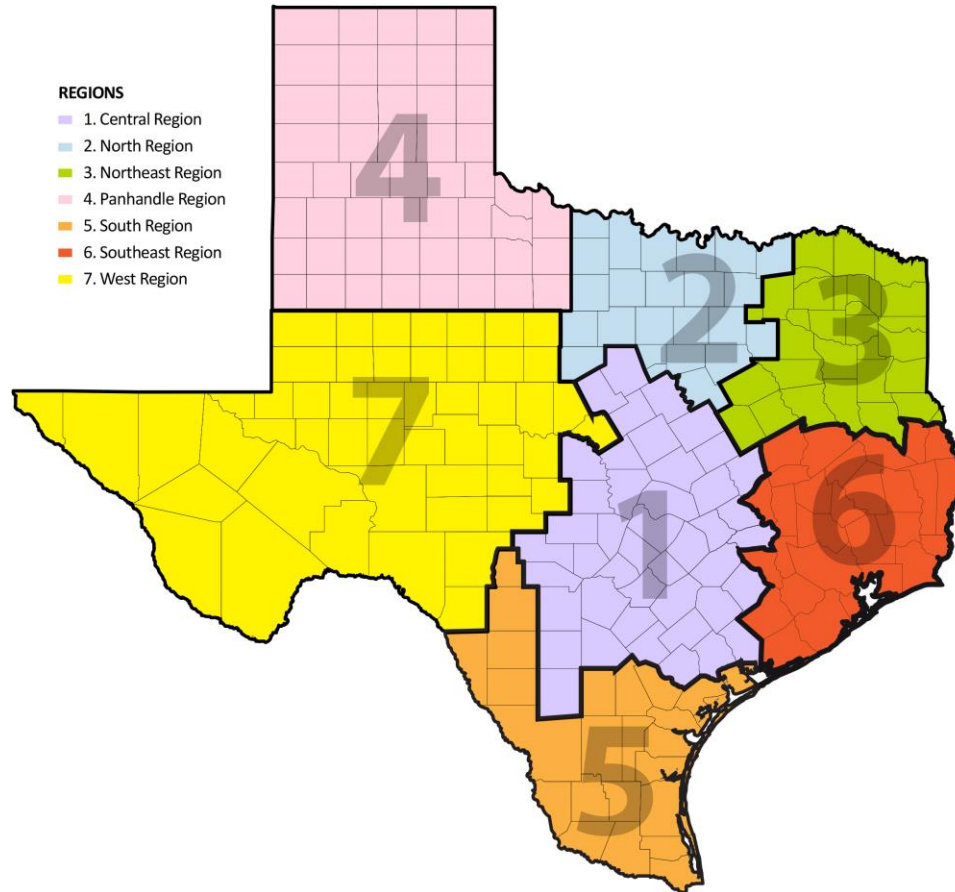 REGIONS
1. Central Region
2. North Region
3. Northeast Region
4. Panhandle Region
5. South Region
6. Southeast Region
7. West Region
4
2
3
7
1
6
5